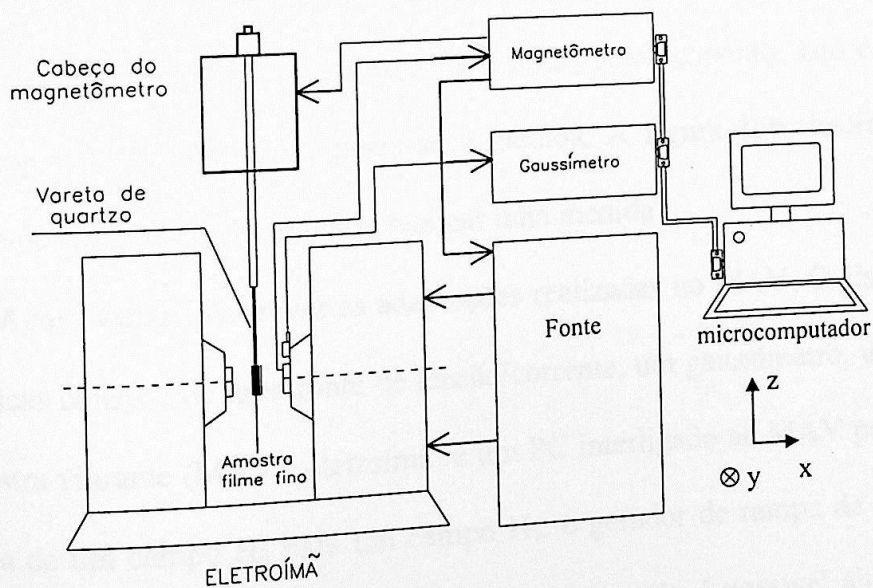 Cabeça do
magnetômetro
Magnetômetro
Gaussímetro
Vareta de
quartzo
Fonte
microcomputador
Amostra
filme fino
z
x
y
ELETROÍMÃ